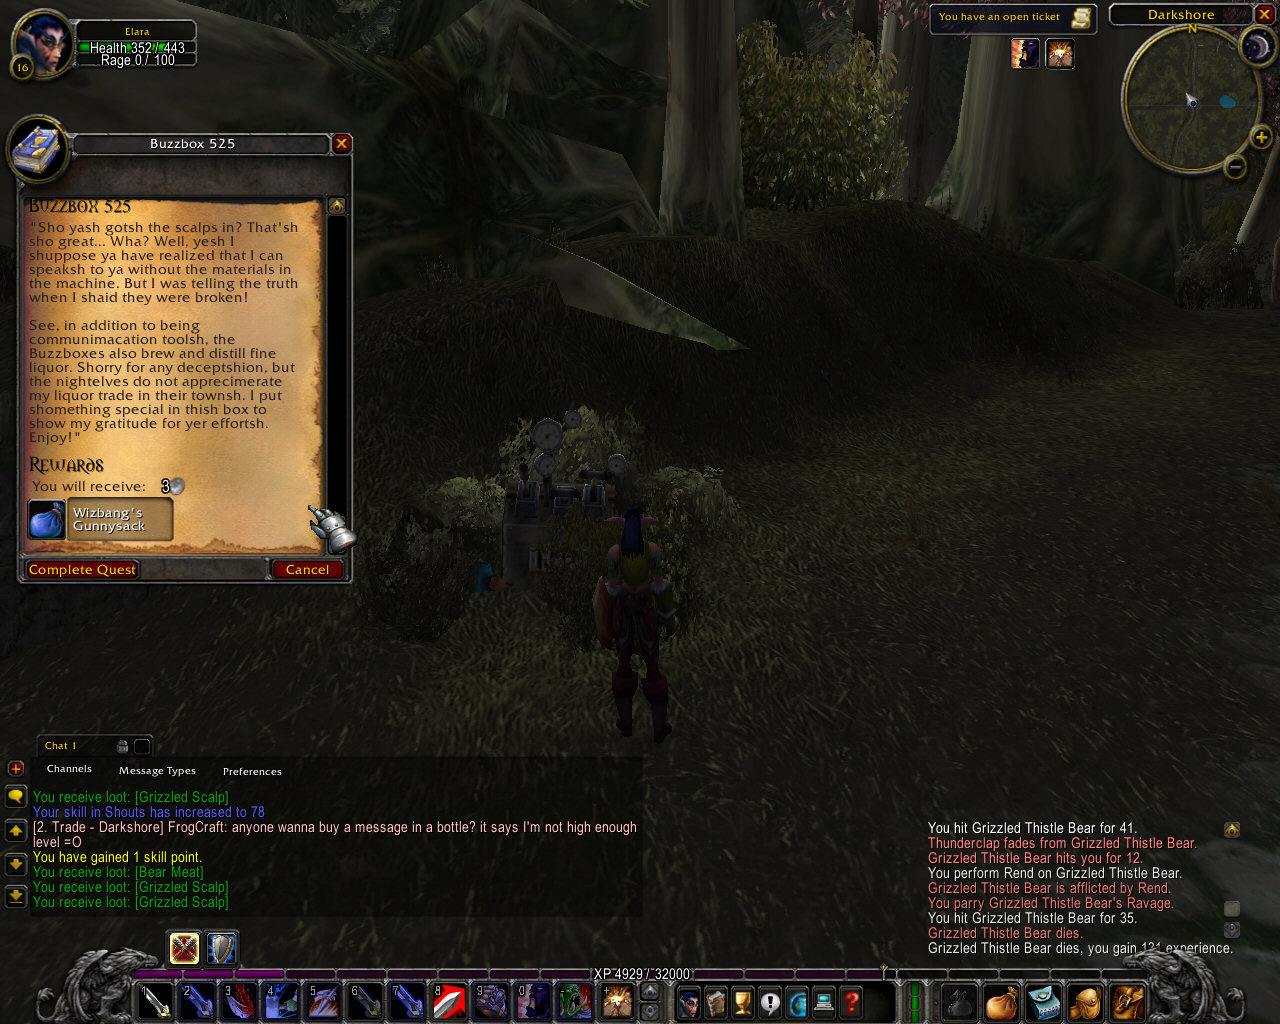 Elara
Health 352 / 443
Rage 0 / 100
16
You have an open ticket
Darkshore
N
Buzzbox 525
Buzzbox 525
"Sho yash gotsh the scalps in? That'sh
sho great... Wha? Well, yesh I
shuppose ya have realized that I can
speaksh to ya without the materials in
the machine. But I was telling the truth
when I shaid they were broken!
See, in addition to being
communimacation toolsh, the
Buzzboxes also brew and distill fine
liquor. Shorry for any deceptshion, but
the nightelves do not apprecimerate
my liquor trade in their townsh. I put
shomething special in thish box to
show my gratitude for yer effortsh.
Enjoy!"
Rewards
You will receive: 3
Wizbang's
Gunnysack
Complete Quest
Cancel
Chat 1
Channels Message Types Preferences
You receive loot: [Grizzled Scalp]
Your skill in Shouts has increased to 78
[2. Trade - Darkshore] FrogCraft: anyone wanna buy a message in a bottle? it says I'm not high enough
level =O
You have gained 1 skill point.
You receive loot: [Bear Meat]
You receive loot: [Grizzled Scalp]
You receive loot: [Grizzled Scalp]
You hit Grizzled Thistle Bear for 41.
Thunderclap fades from Grizzled Thistle Bear.
Grizzled Thistle Bear hits you for 12.
You perform Rend on Grizzled Thistle Bear.
Grizzled Thistle Bear is afflicted by Rend.
You parry Grizzled Thistle Bear's Ravage.
You hit Grizzled Thistle Bear for 35.
Grizzled Thistle Bear dies.
Grizzled Thistle Bear dies, you gain 131 experience.
XP 4929 / 32000
1 2 3 4 5 6 7 8 9 0 - +